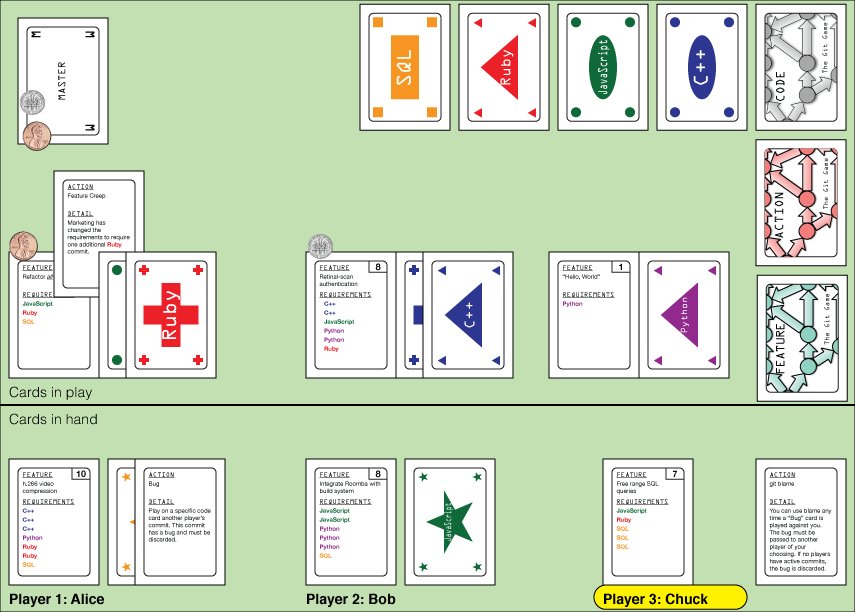 M M
MASTER
M
SQL
Ruby
JavaScript
C++
CODE
The Git Game
ACTION
The Git Game
FEATURE
The Git Game
ACTION
Feature Creep
DETAIL
Marketing has
changed the
requirements to require
one additional Ruby
commit.
FEATURE
Refactor
REQUIREMENTS
JavaScript
Ruby
SQL
Ruby
FEATURE 8
Retinal-scan
authentication
REQUIREMENTS
C++
C++
JavaScript
Python
Python
Ruby
C++
FEATURE 1
"Hello, World"
REQUIREMENTS
Python
Python
Cards in play
Cards in hand
FEATURE 10
h.266 video
compression
REQUIREMENTS
C++
C++
C++
Python
Ruby
Ruby
SQL
ACTION
Bug
DETAIL
Play on a specific code
card another player's
commit. This commit
has a bug and must be
discarded.
FEATURE 8
Integrate Roomba with
build system
REQUIREMENTS
JavaScript
JavaScript
Python
Python
Python
SQL
JavaScript
FEATURE 7
Free range SQL
queries
REQUIREMENTS
JavaScript
Ruby
SQL
SQL
SQL
ACTION
git blame
DETAIL
You can use blame any
time a "Bug" card is
played against you.
The bug must be
passed to another
player of your
choosing. If no players
have active commits,
the bug is discarded.
Player 1: Alice
Player 2: Bob
Player 3: Chuck